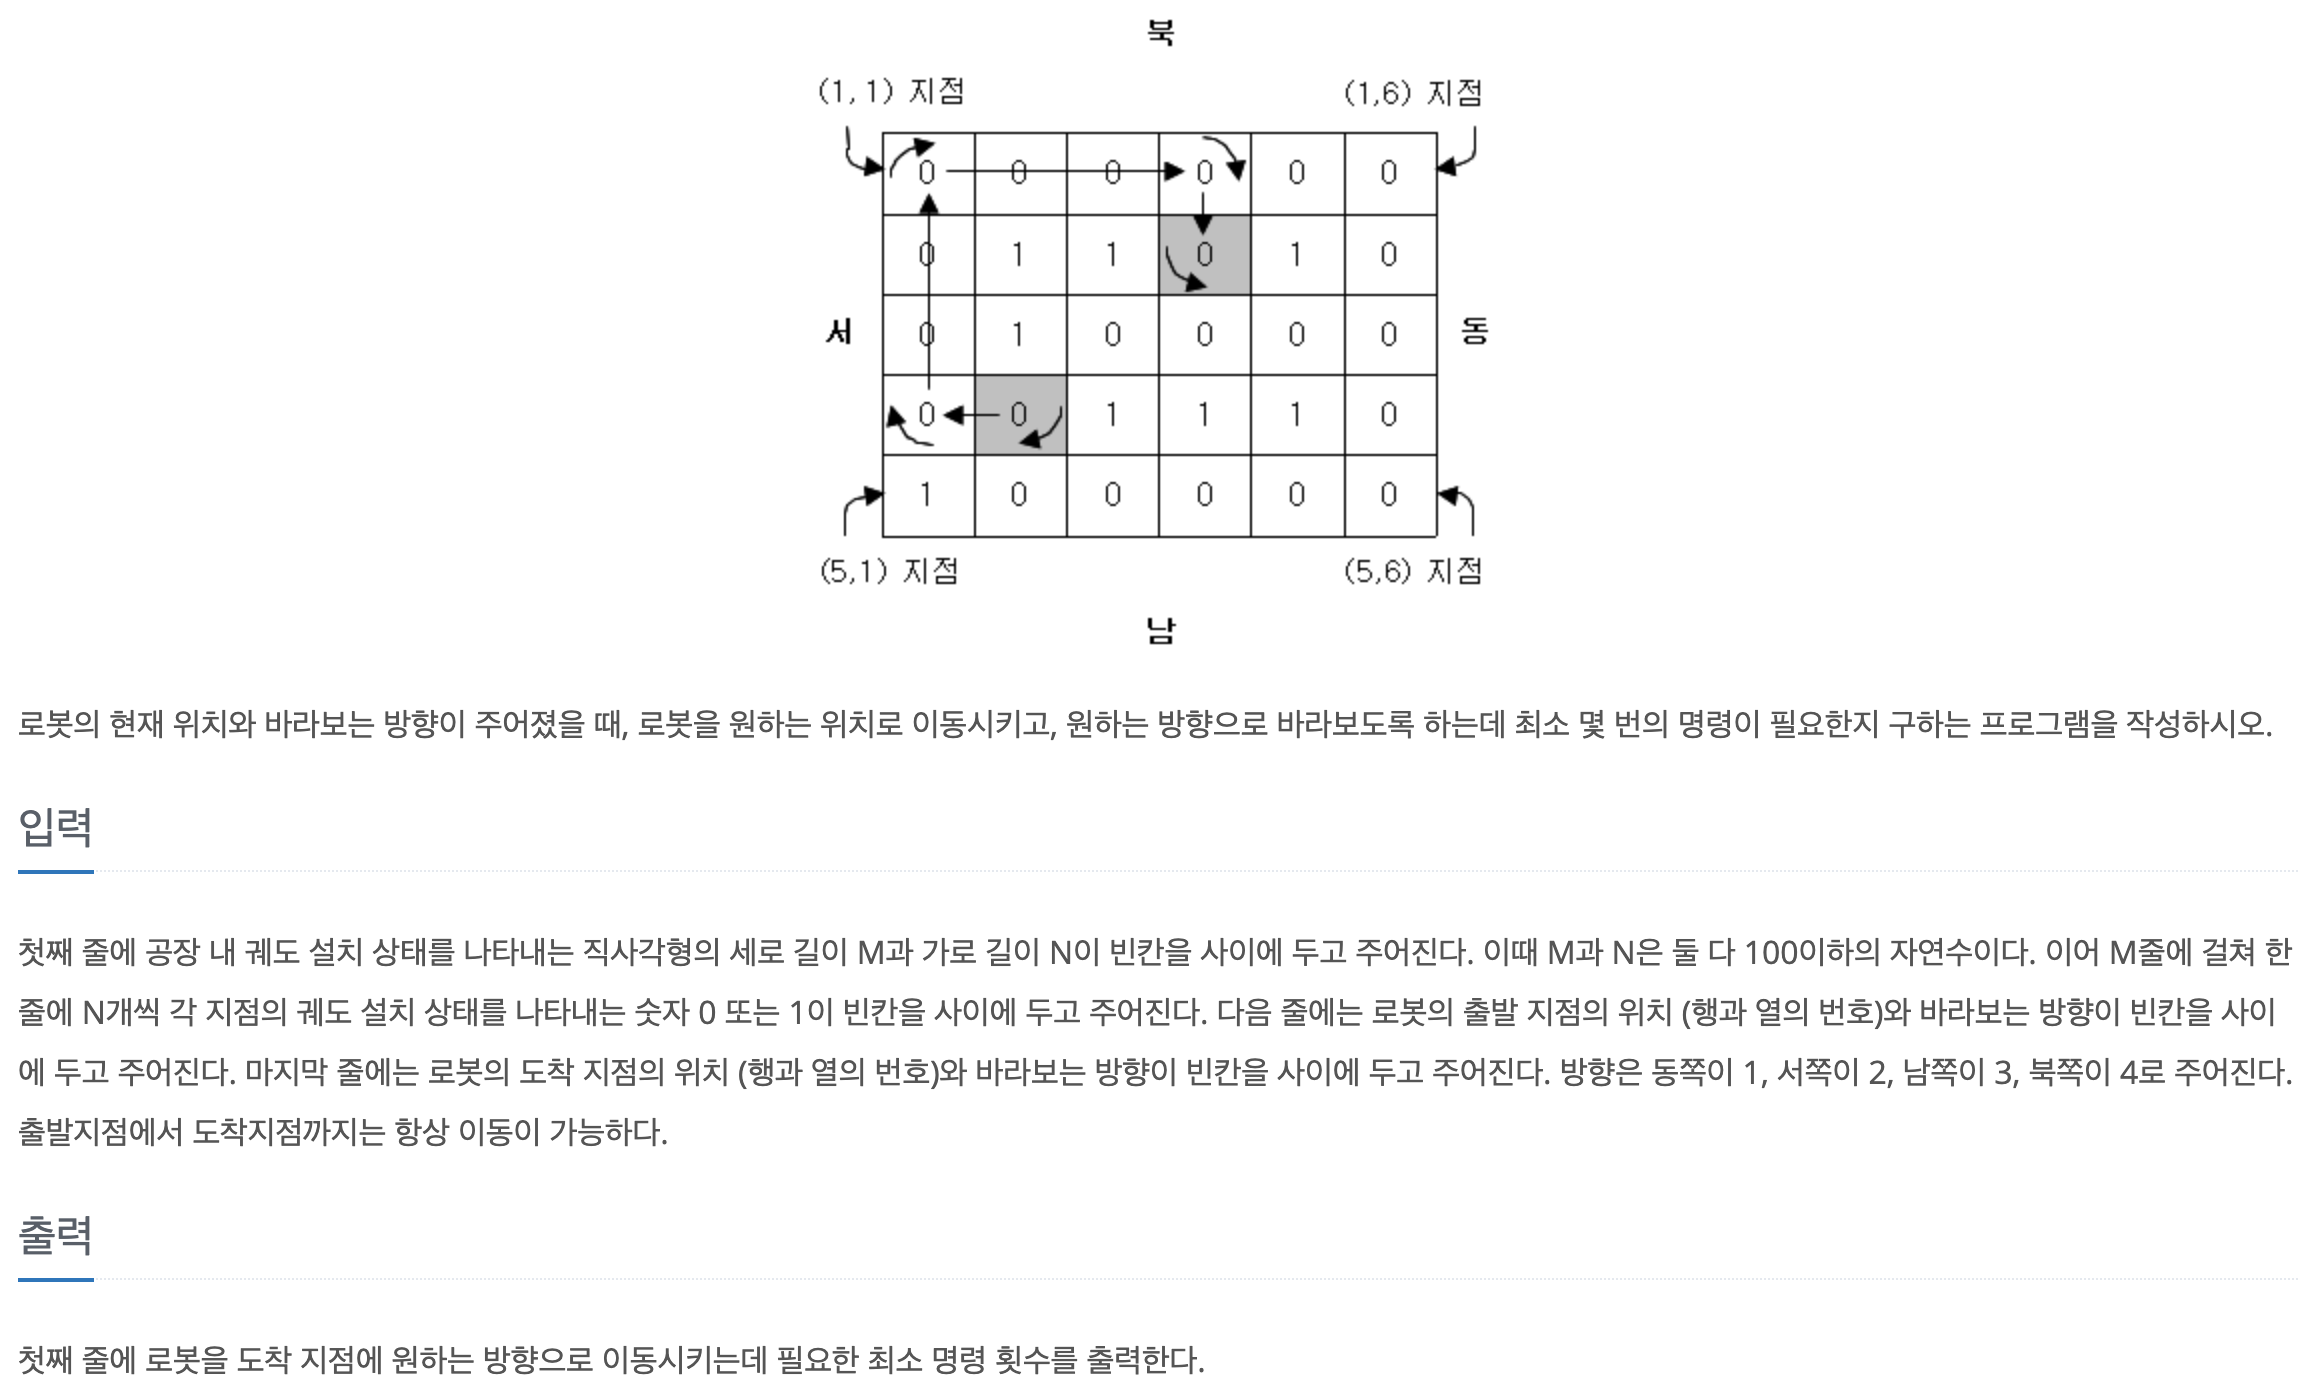 북
(1, 1) 지점 (1,6) 지점
0 0 0 0 0 0
0 1 1 0 1 0
서 0 1 0 0 0 0 동
0 0 1 1 1 0
1 0 0 0 0 0
(5,1) 지점 (5,6) 지점
남
로봇의 현재 위치와 바라보는 방향이 주어졌을 때, 로봇을 원하는 위치로 이동시키고, 원하는 방향으로 바라보도록 하는데 최소 몇 번의 명령이 필요한지 구하는 프로그램을 작성하시오.
입력
첫째 줄에 공장 내 궤도 설치 상태를 나타내는 직사각형의 세로 길이 M과 가로 길이 N이 빈칸을 사이에 두고 주어진다. 이때 M과 N은 둘 다 100이하의 자연수이다. 이어 M줄에 걸쳐 한
줄에 N개씩 각 지점의 궤도 설치 상태를 나타내는 숫자 0 또는 1이 빈칸을 사이에 두고 주어진다. 다음 줄에는 로봇의 출발 지점의 위치 (행과 열의 번호)와 바라보는 방향이 빈칸을 사이
에 두고 주어진다. 마지막 줄에는 로봇의 도착 지점의 위치 (행과 열의 번호)와 바라보는 방향이 빈칸을 사이에 두고 주어진다. 방향은 동쪽이 1, 서쪽이 2, 남쪽이 3, 북쪽이 4로 주어진다.
출발지점에서 도착지점까지는 항상 이동이 가능하다.
출력
첫째 줄에 로봇을 도착 지점에 원하는 방향으로 이동시키는데 필요한 최소 명령 횟수를 출력한다.